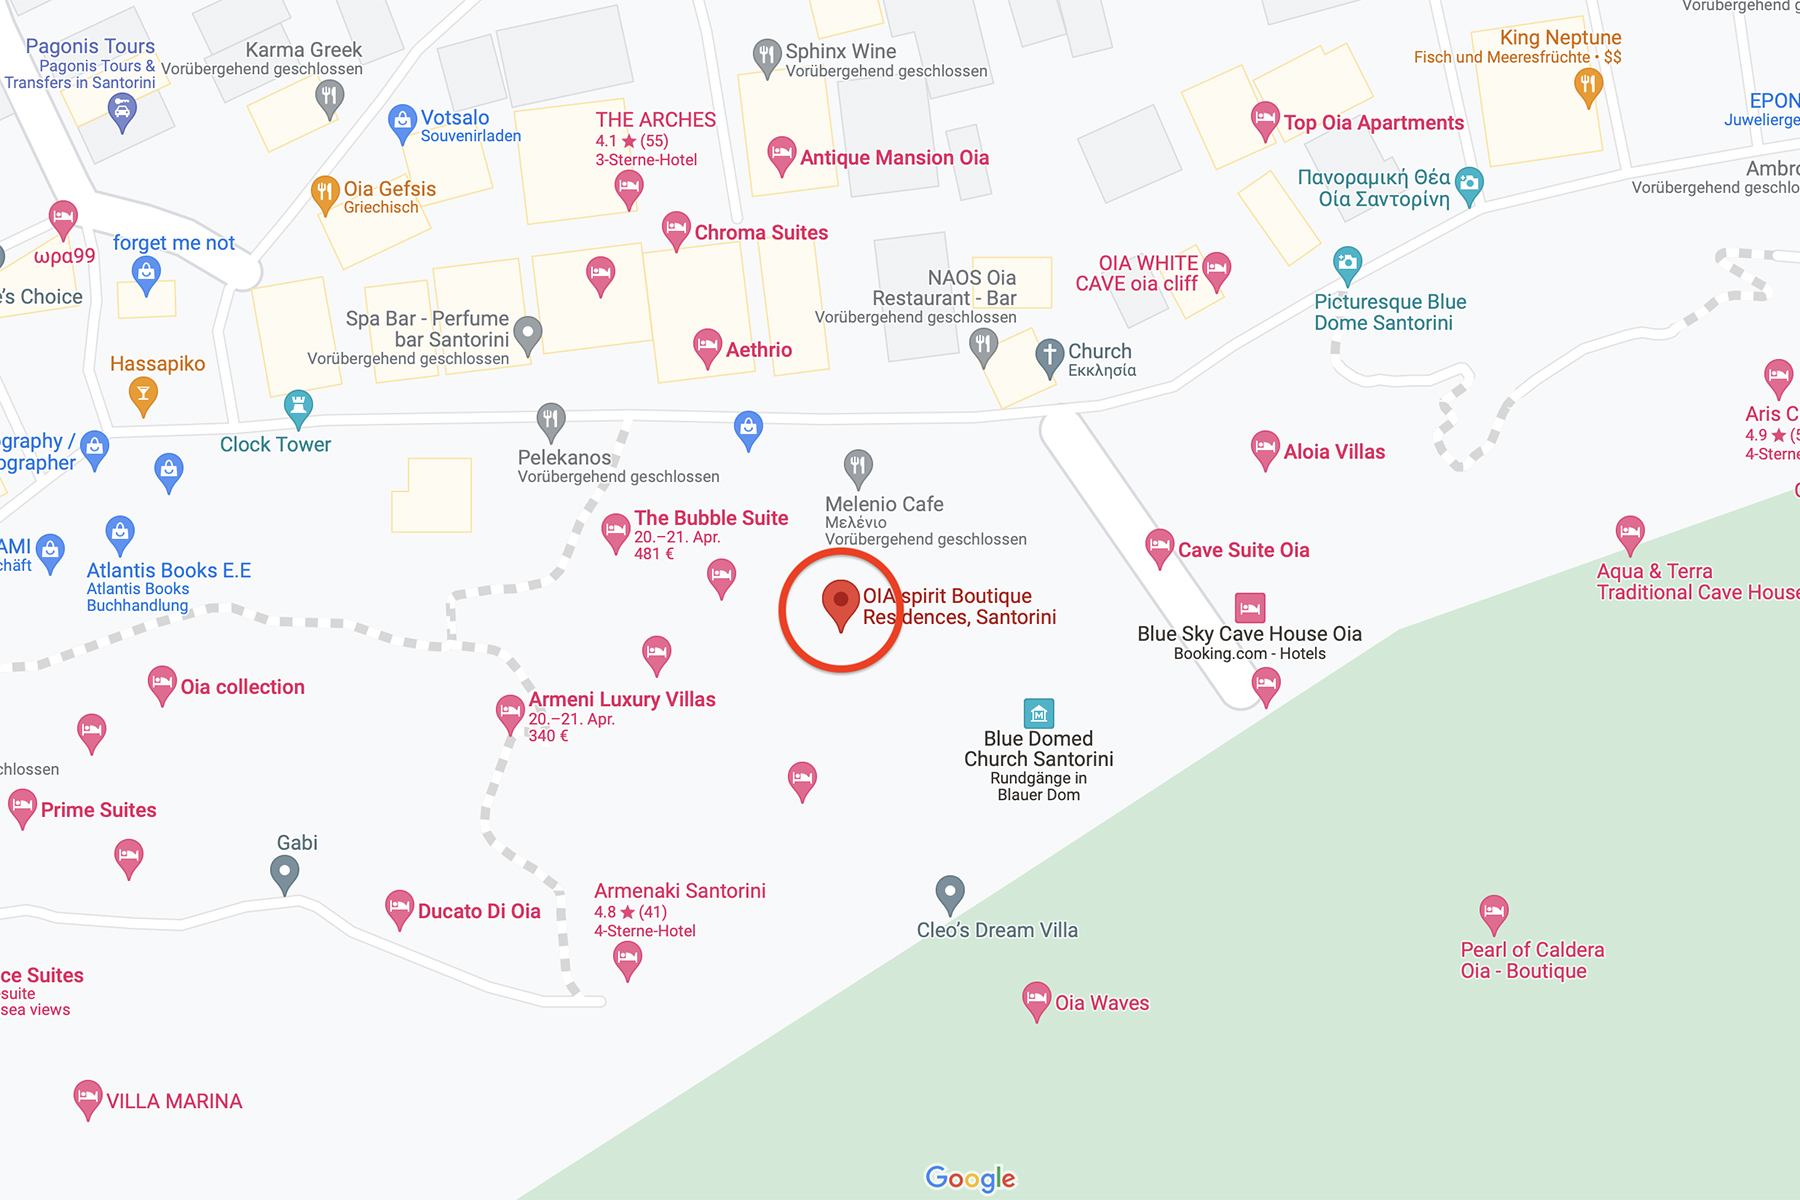 Vorübergehend g
Pagonis Tours
Pagonis Tours &
Transfers in Santorini
Karma Greek
Vorübergehend geschlossen
Sphinx Wine
Vorübergehend geschlossen
King Neptune
Fisch und Meeresfrüchte • $$
EPON
Juwelierge
Votsalo
Souvenirladen
THE ARCHES
4.1 ★ (55)
3-Sterne-Hotel
Antique Mansion Oia
Top Oia Apartments
Ambro
Vorübergehend geschlo
Πανοραμική Θέα
Οία Σαντορίνη
Oia Gefsis
Griechisch
ωρα99
forget me not
Chroma Suites
e's Choice
NAOS Oia
Restaurant - Bar
Vorübergehend geschlossen
OIA WHITE
CAVE oia cliff
Picturesque Blue
Dome Santorini
Spa Bar - Perfume
bar Santorini
Vorübergehend geschlossen
Aethrio
Church
Εκκλησία
Hassapiko
Clock Tower
ography /
ographer
Pelekanos
Vorübergehend geschlossen
Aris C
4.9 ★ (5
4-Sterne
Aloia Villas
Melenio Cafe
Μελένιο
Vorübergehend geschlossen
The Bubble Suite
20.–21. Apr.
481 €
Cave Suite Oia
AMI
chäft
Atlantis Books E.E
Atlantis Books
Buchhandlung
Aqua & Terra
Traditional Cave House
OIA spirit Boutique
Residences, Santorini
Blue Sky Cave House Oia
Booking.com - Hotels
Oia collection
Armeni Luxury Villas
20.–21. Apr.
340 €
Blue Domed
Church Santorini
Rundgänge in
Blauer Dom
chlossen
Prime Suites
Gabi
Ducato Di Oia
Armenaki Santorini
4.8 ★ (41)
4-Sterne-Hotel
Cleo's Dream Villa
Pearl of Caldera
Oia - Boutique
ce Suites
-suite
sea views
Oia Waves
VILLA MARINA
Google